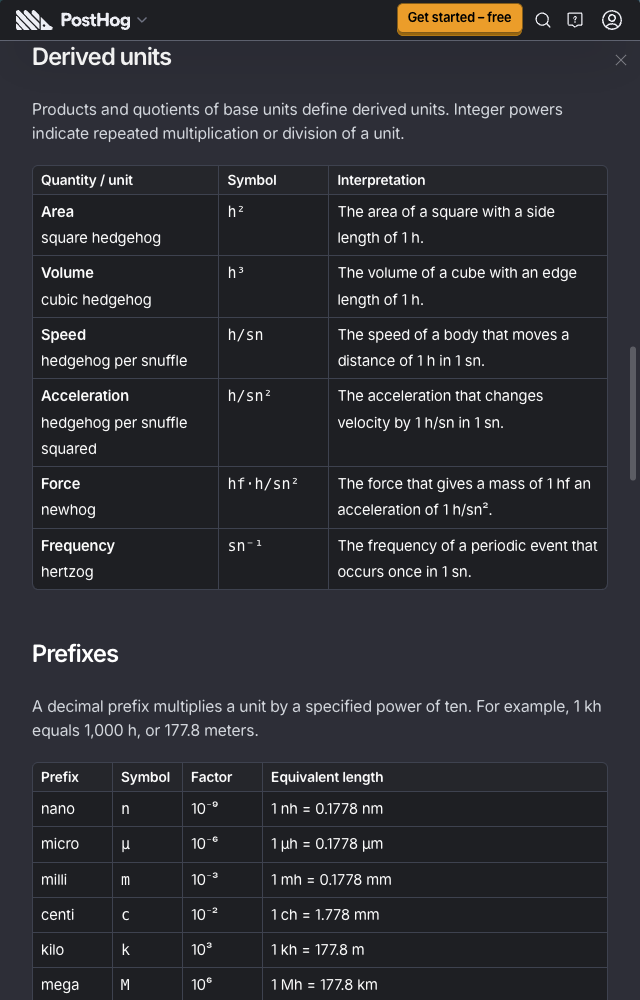 PostHog
Get started – free
Derived units
Products and quotients of base units define derived units. Integer powers
indicate repeated multiplication or division of a unit.
Quantity / unit Symbol Interpretation
Area h² The area of a square with a side
square hedgehog length of 1 h.
Volume h³ The volume of a cube with an edge
cubic hedgehog length of 1 h.
Speed h/sn The speed of a body that moves a
hedgehog per snuffle distance of 1 h in 1 sn.
Acceleration h/sn² The acceleration that changes
hedgehog per snuffle velocity by 1 h/sn in 1 sn.
squared
Force hf·h/sn² The force that gives a mass of 1 hf an
newhog acceleration of 1 h/sn².
Frequency sn⁻¹ The frequency of a periodic event that
hertzog occurs once in 1 sn.
Prefixes
A decimal prefix multiplies a unit by a specified power of ten. For example, 1 kh
equals 1,000 h, or 177.8 meters.
Prefix Symbol Factor Equivalent length
nano n 10⁻⁹ 1 nh = 0.1778 nm
micro μ 10⁻⁶ 1 μh = 0.1778 μm
milli m 10⁻³ 1 mh = 0.1778 mm
centi c 10⁻² 1 ch = 1.778 mm
kilo k 10³ 1 kh = 177.8 m
mega M 10⁶ 1 Mh = 177.8 km